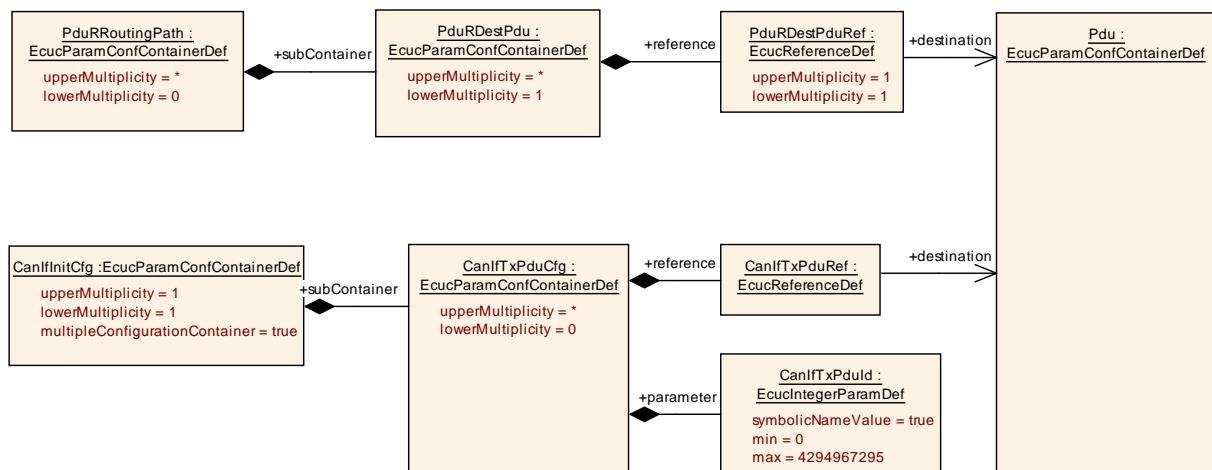 PduRRoutingPath :
EcucParamConfContainerDef
upperMultiplicity = *
lowerMultiplicity = 0
+subContainer
PduRDestPdu :
EcucParamConfContainerDef
upperMultiplicity = *
lowerMultiplicity = 1
+reference
PduRDestPduRef :
EcucReferenceDef
upperMultiplicity = 1
lowerMultiplicity = 1
+destination
Pdu :
EcucParamConfContainerDef
CanIfInitCfg :EcucParamConfContainerDef
upperMultiplicity = 1
lowerMultiplicity = 1
multipleConfigurationContainer = true
+subContainer
CanIfTxPduCfg :
EcucParamConfContainerDef
upperMultiplicity = *
lowerMultiplicity = 0
+reference
CanIfTxPduRef :
EcucReferenceDef
+destination
+parameter
CanIfTxPduId :
EcucIntegerParamDef
symbolicNameValue = true
min = 0
max = 4294967295